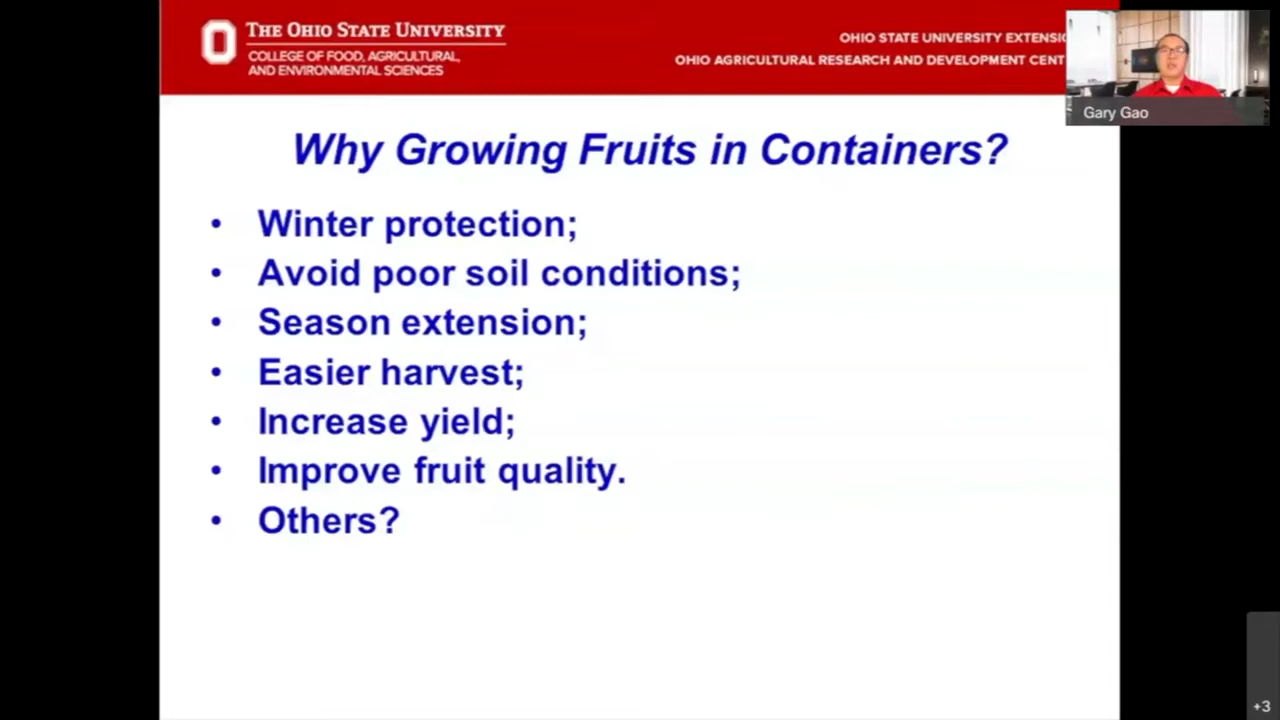 THE OHIO STATE UNIVERSITY
COLLEGE OF FOOD, AGRICULTURAL,
AND ENVIRONMENTAL SCIENCES
OHIO STATE UNIVERSITY
OHIO AGRICULTURAL RESEARCH AND DEVELOPMENT
Gary Gao
Why Growing Fruits in Containers?
• Winter protection;
• Avoid poor soil conditions;
• Season extension;
• Easier harvest;
• Increase yield;
• Improve fruit quality.
• Others?
+3